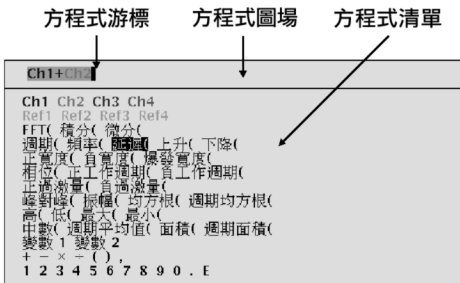 方程式游標 方程式圖場 方程式清單
Ch1+Ch2
Ch1 Ch2 Ch3 Ch4
Ref1 Ref2 Ref3 Ref4
FFT( 積分( 微分(
週期( 頻率( 延遲( 上升( 下降(
正寬度( 負寬度( 爆發寬度(
相位( 正工作週期( 負工作週期(
正過激量( 負過激量(
峰對峰( 振幅( 均方根( 週期均方根(
高( 低( 最大( 最小(
中數( 週期平均值( 面積( 週期面積(
變數 1 變數 2
+ − × ÷ ( ) ,
1 2 3 4 5 6 7 8 9 0 . E